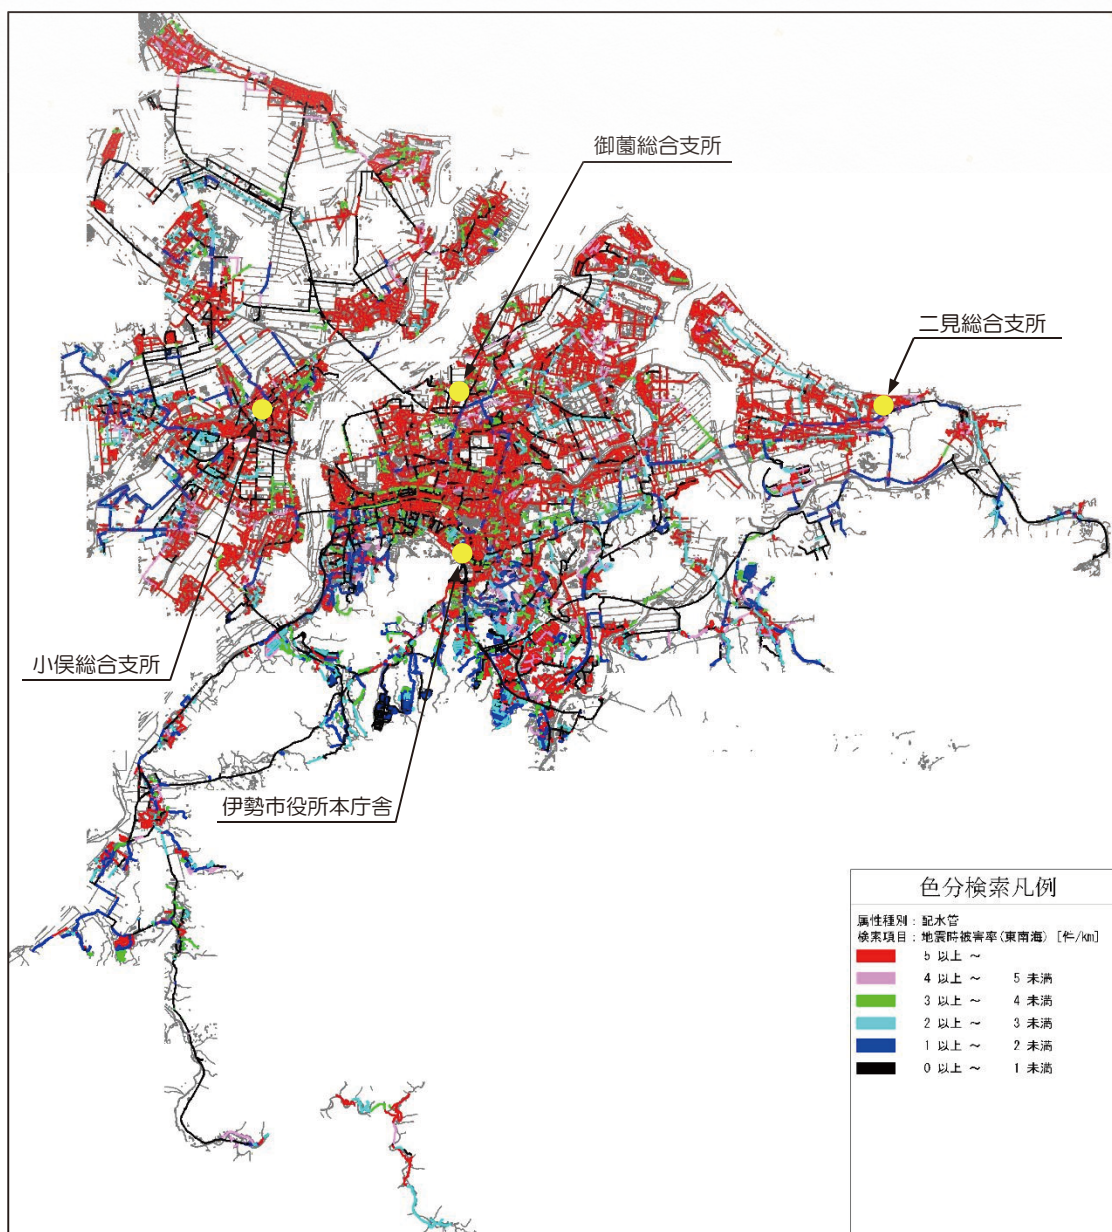 御薗総合支所
二見総合支所
小俣総合支所
伊勢市役所本庁舎
色分検索凡例
属性種別：配水管
検索項目：地震時被害率(東南海) [件/km]
5 以上 ～
4 以上 ～ 5 未満
3 以上 ～ 4 未満
2 以上 ～ 3 未満
1 以上 ～ 2 未満
0 以上 ～ 1 未満